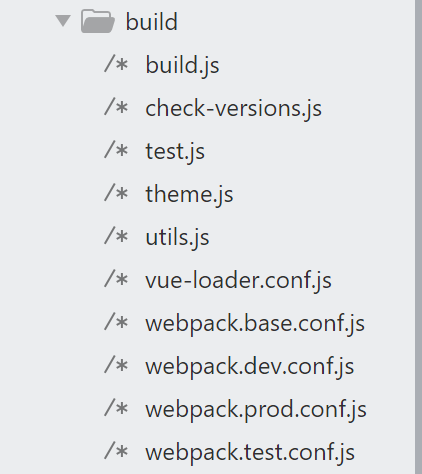 build
/* build.js
/* check-versions.js
/* test.js
/* theme.js
/* utils.js
/* vue-loader.conf.js
/* webpack.base.conf.js
/* webpack.dev.conf.js
/* webpack.prod.conf.js
/* webpack.test.conf.js